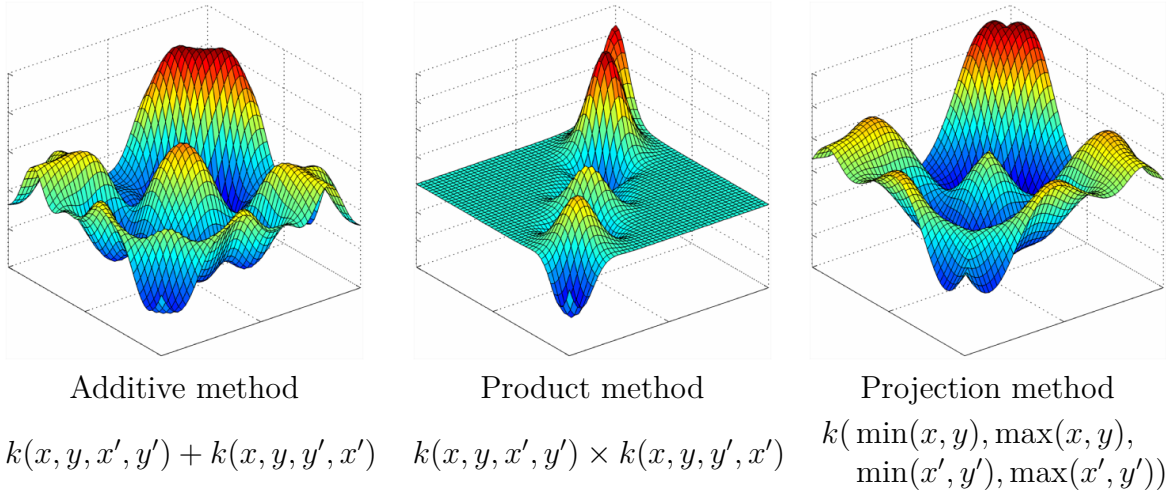 Additive method
Product method
Projection method
k(x, y, x′, y′) + k(x, y, y′, x′)
k(x, y, x′, y′) × k(x, y, y′, x′)
k( min(x, y), max(x, y),
min(x′, y′), max(x′, y′))